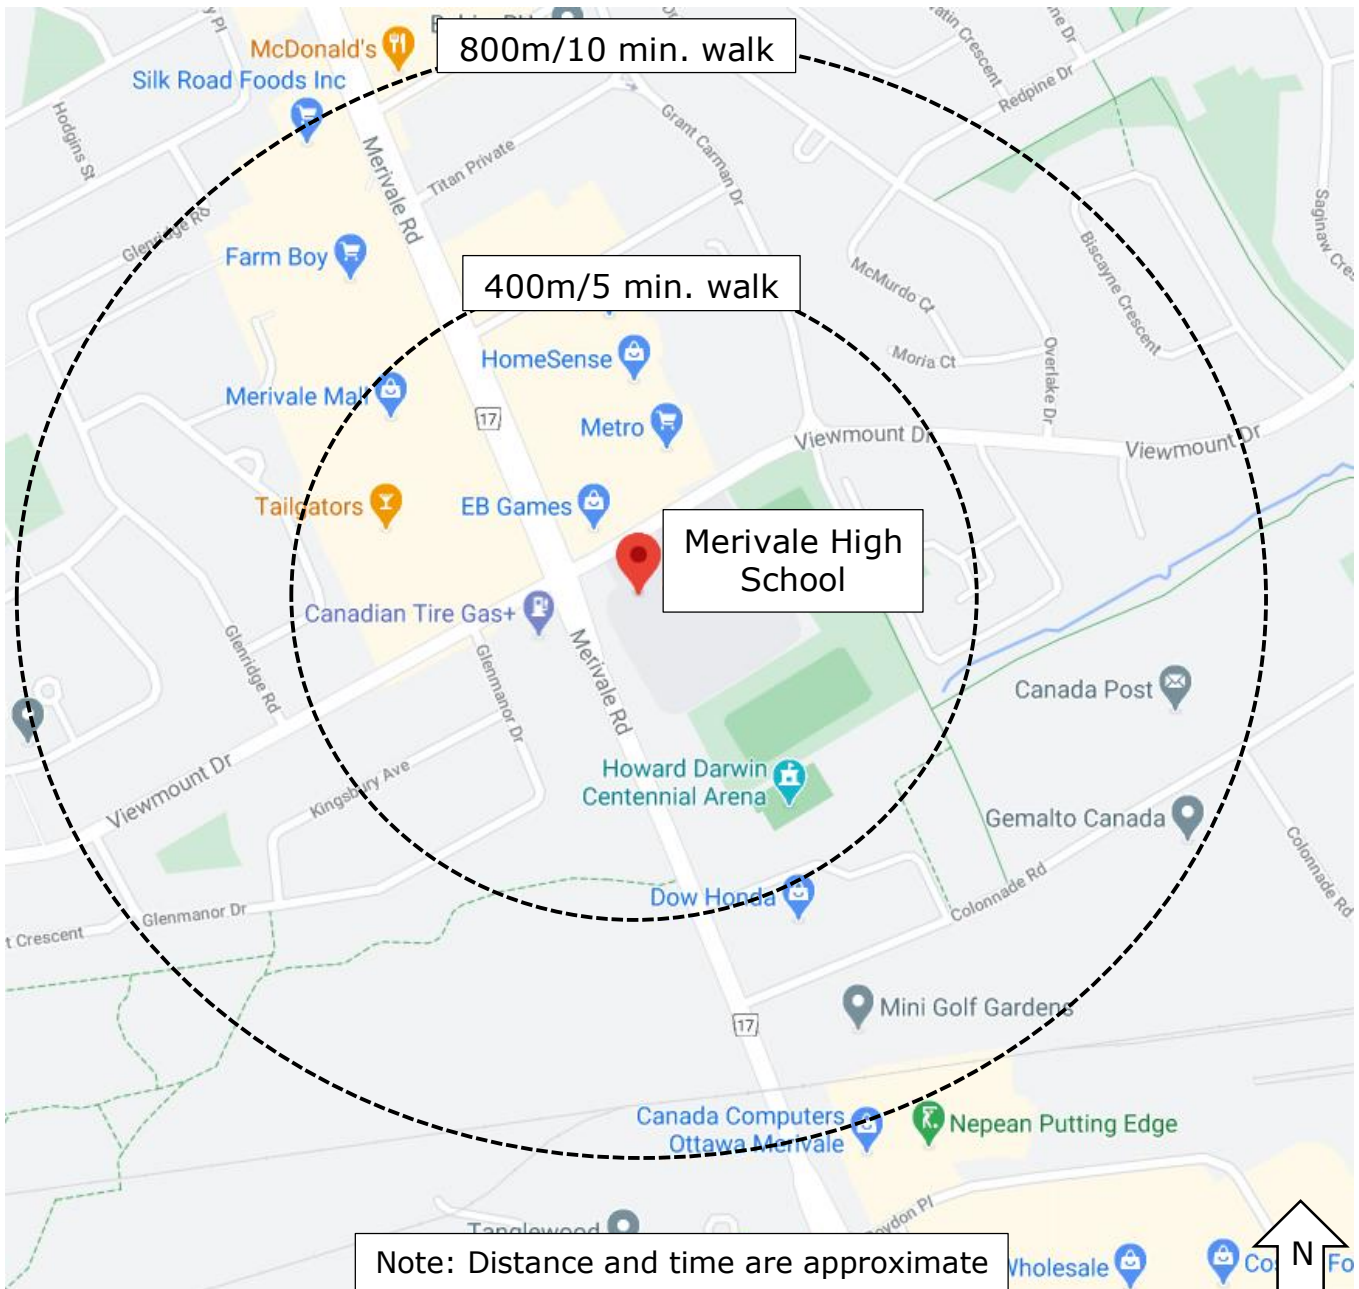 McDonald's
800m/10 min. walk
Silk Road Foods Inc
Redpine Dr
Hodgins St
Merivale Rd
Titan Private
Grant Carman Dr
Glenridge Rd
Saginaw Cres
Farm Boy
Biscayne Crescent
McMurdo Ct
400m/5 min. walk
HomeSense
Moria Ct
Overlake Dr
Merivale Mall
17
Metro
Viewmount Dr
Viewmount Dr
Tailgators
EB Games
Merivale High
School
Canadian Tire Gas+
Glenridge Rd
Glenmanor Dr
Merivale Rd
Canada Post
Viewmount Dr
Kingsbury Ave
Howard Darwin
Centennial Arena
Gemalto Canada
Colonnade Rd
Dow Honda
Colonnade Rd
Glenmanor Dr
t Crescent
Mini Golf Gardens
17
Canada Computers
Ottawa Merivale
Nepean Putting Edge
Tanglewood
Note: Distance and time are approximate
Wholesale
N